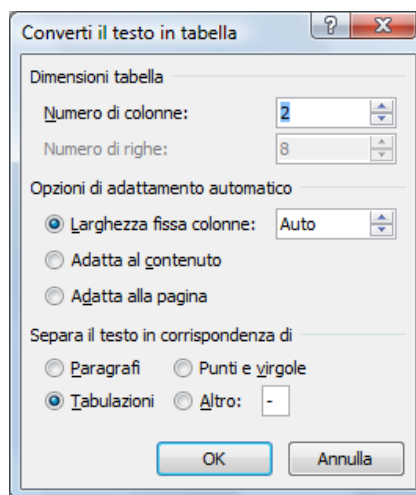 Converti il testo in tabella
Dimensioni tabella
Numero di colonne: 2
Numero di righe: 8
Opzioni di adattamento automatico
Larghezza fissa colonne: Auto
Adatta al contenuto
Adatta alla pagina
Separa il testo in corrispondenza di
Paragrafi Punti e virgole
Tabulazioni Altro: -
OK Annulla